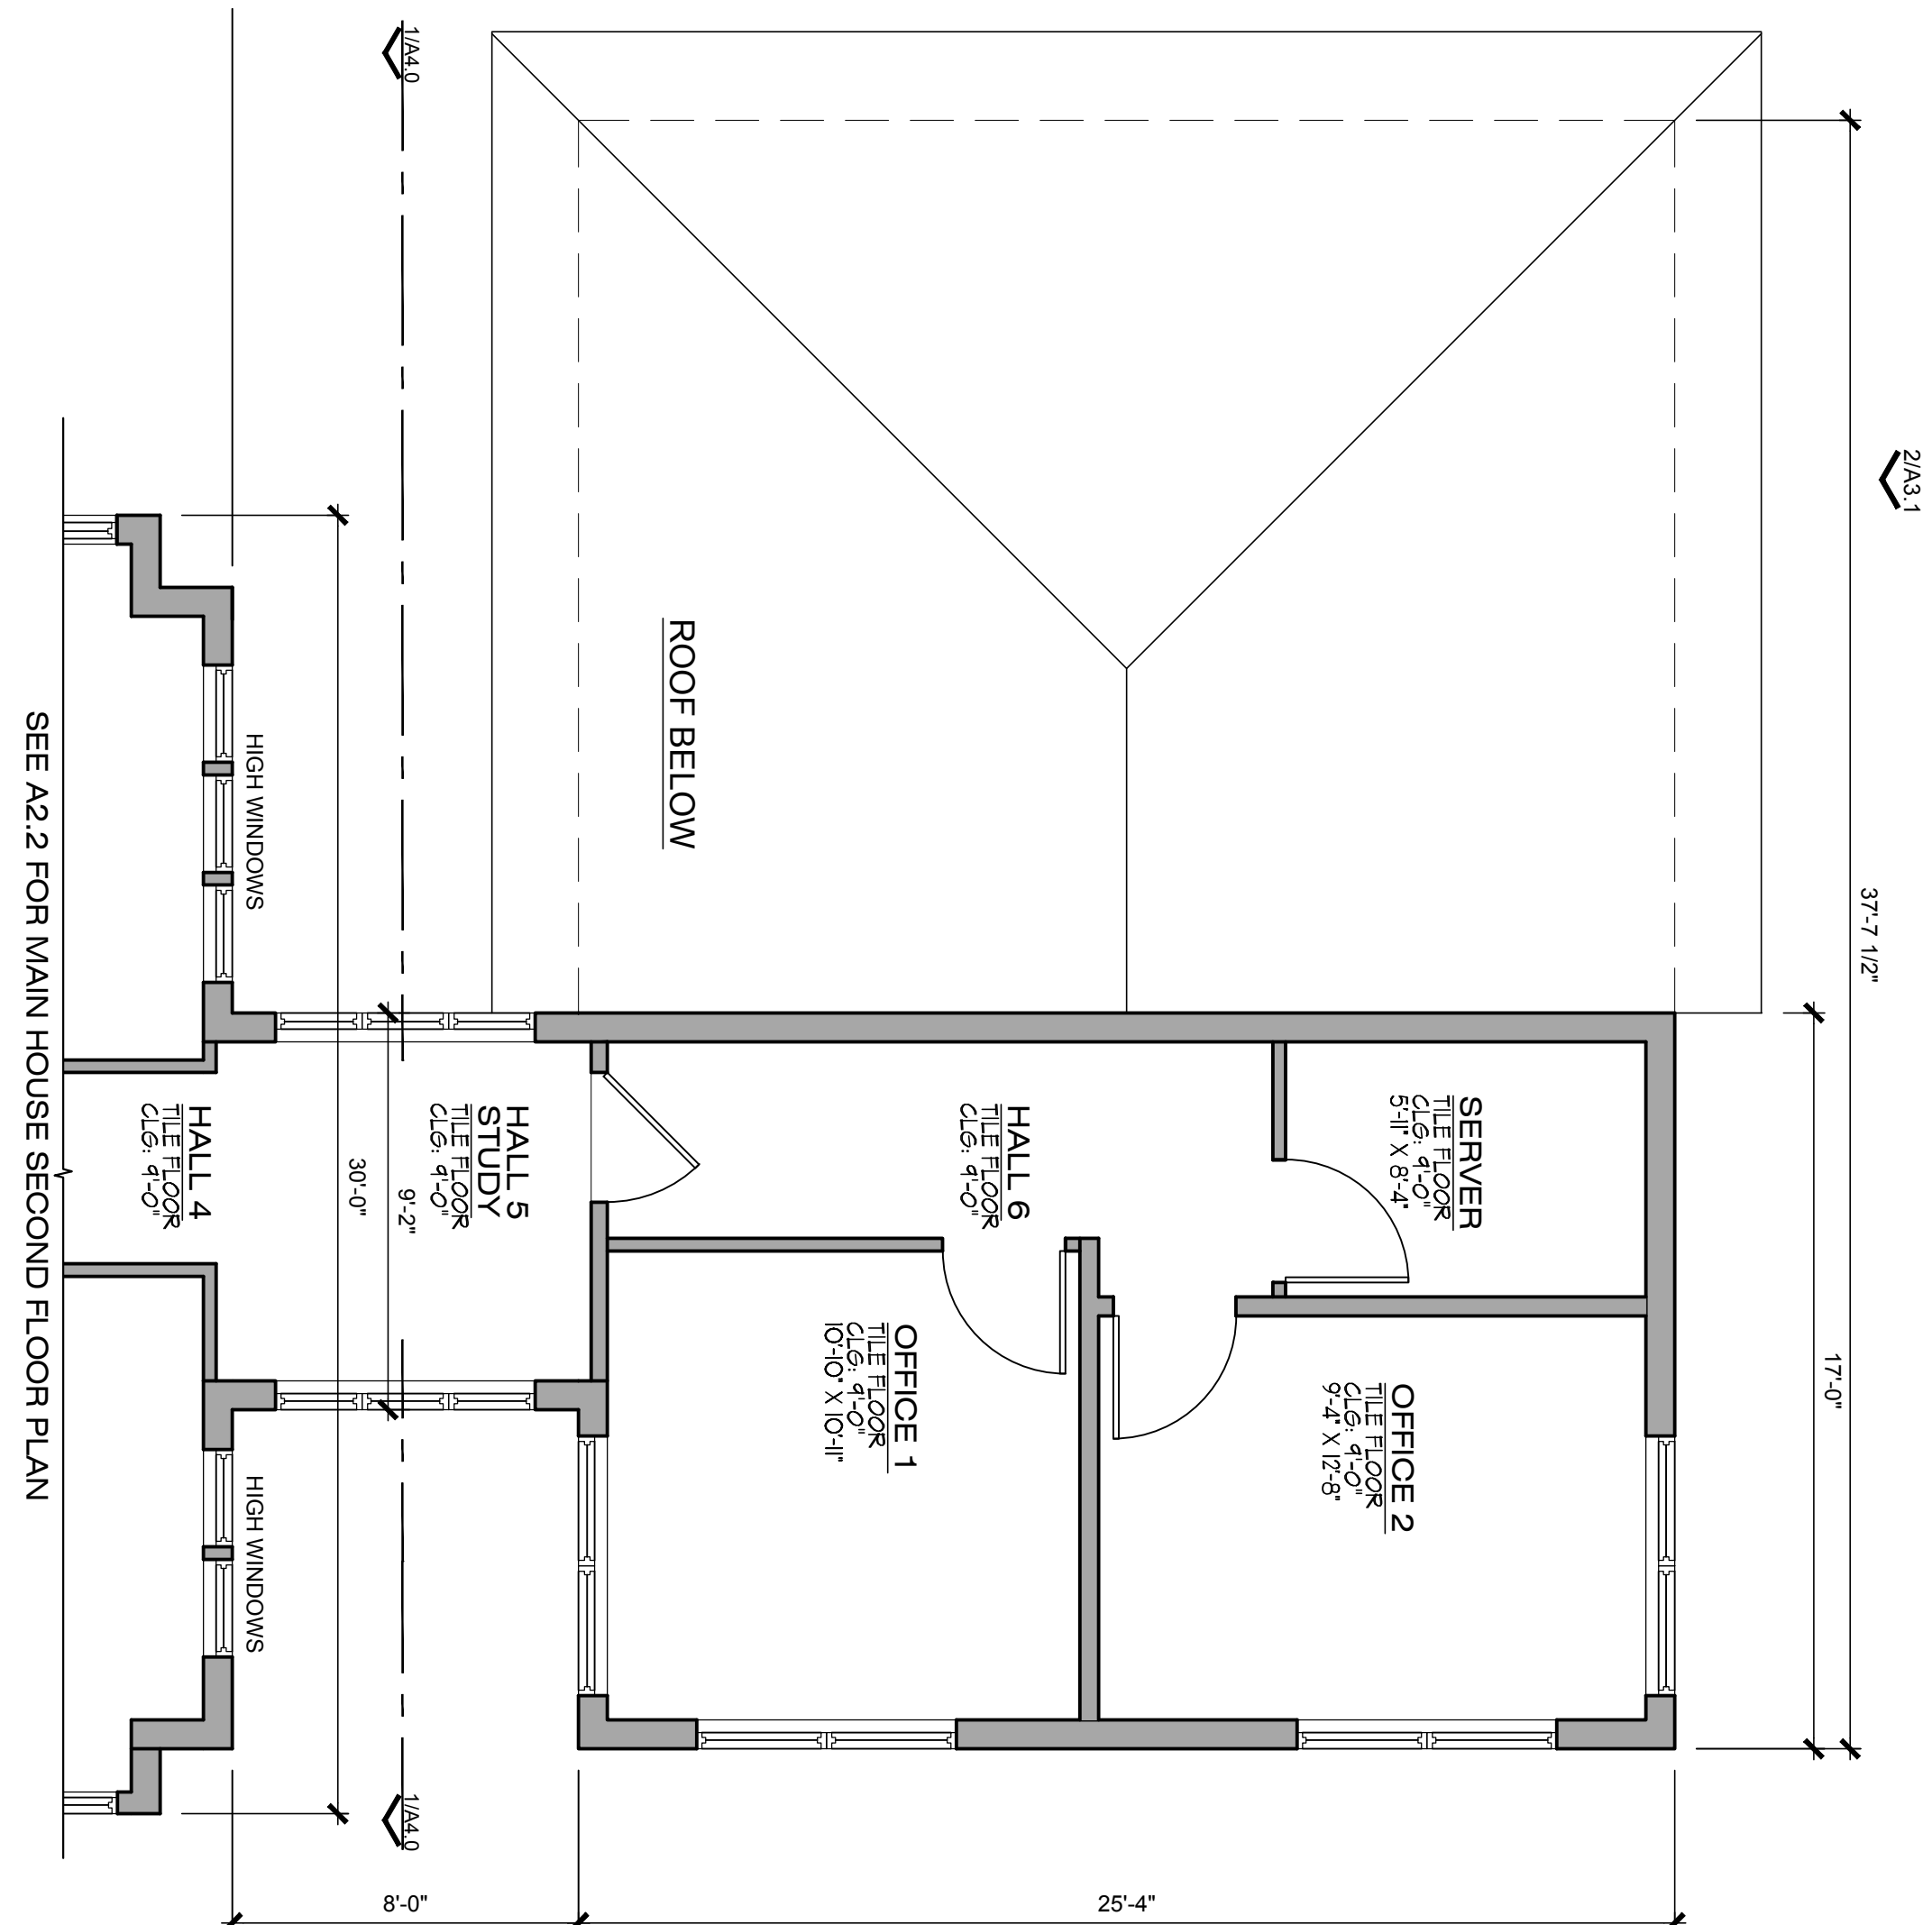 2/A3.1
37'-7 1/2"
17'-0"
SERVER
TILE FLOOR
CLG: 9'-0"
5'-11" X 8'-4"
OFFICE 2
TILE FLOOR
CLG: 9'-0"
9'-4" X 12'-8"
25'-4"
HALL 6
TILE FLOOR
CLG: 9'-0"
OFFICE 1
TILE FLOOR
CLG: 9'-0"
10'-10" X 10'-11"
ROOF BELOW
HALL 5
STUDY
TILE FLOOR
CLG: 9'-0"
1/A4.0
1/A4.0
9'-2"
8'-0"
30'-0"
HIGH WINDOWS
HIGH WINDOWS
HALL 4
TILE FLOOR
CLG: 9'-0"
SEE A2.2 FOR MAIN HOUSE SECOND FLOOR PLAN